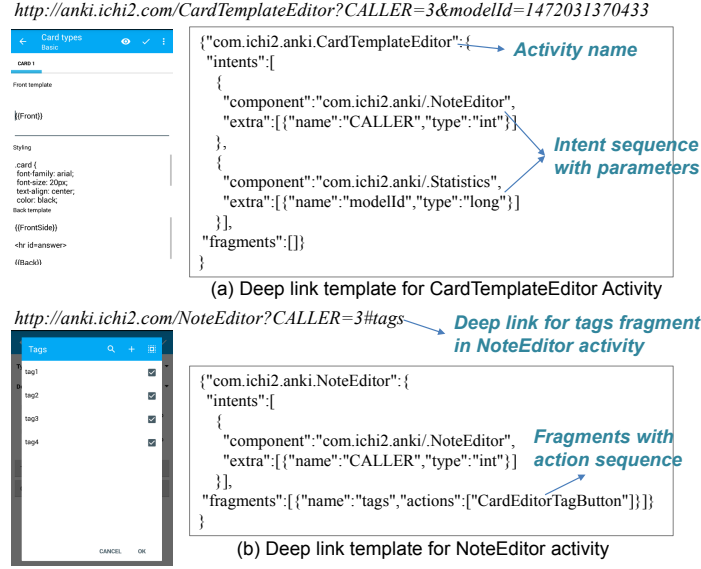 http://anki.ichi2.com/CardTemplateEditor?CALLER=3&modelId=1472031370433
Card types
Basic
CARD 1
Front template
{{Front}}
Styling
.card {
font-family: arial;
font-size: 20px;
text-align: center;
color: black;
Back template
{{FrontSide}}
<hr id=answer>
{{Back}}
{"com.ichi2.anki.CardTemplateEditor":{
"intents":[
{
"component":"com.ichi2.anki/.NoteEditor",
"extra":[{"name":"CALLER","type":"int"}]
},
{
"component":"com.ichi2.anki/.Statistics",
"extra":[{"name":"modelId","type":"long"}]
}],
"fragments":[]}
}
Activity name
Intent sequence
with parameters
(a) Deep link template for CardTemplateEditor Activity
http://anki.ichi2.com/NoteEditor?CALLER=3#tags
Deep link for tags fragment
in NoteEditor activity
Tags
tag1
tag2
tag3
tag4
CANCEL OK
{"com.ichi2.anki.NoteEditor":{
"intents":[
{
"component":"com.ichi2.anki/.NoteEditor",
"extra":[{"name":"CALLER","type":"int"}]
}],
"fragments":[{"name":"tags","actions":["CardEditorTagButton"]}]}
}
Fragments with
action sequence
(b) Deep link template for NoteEditor activity